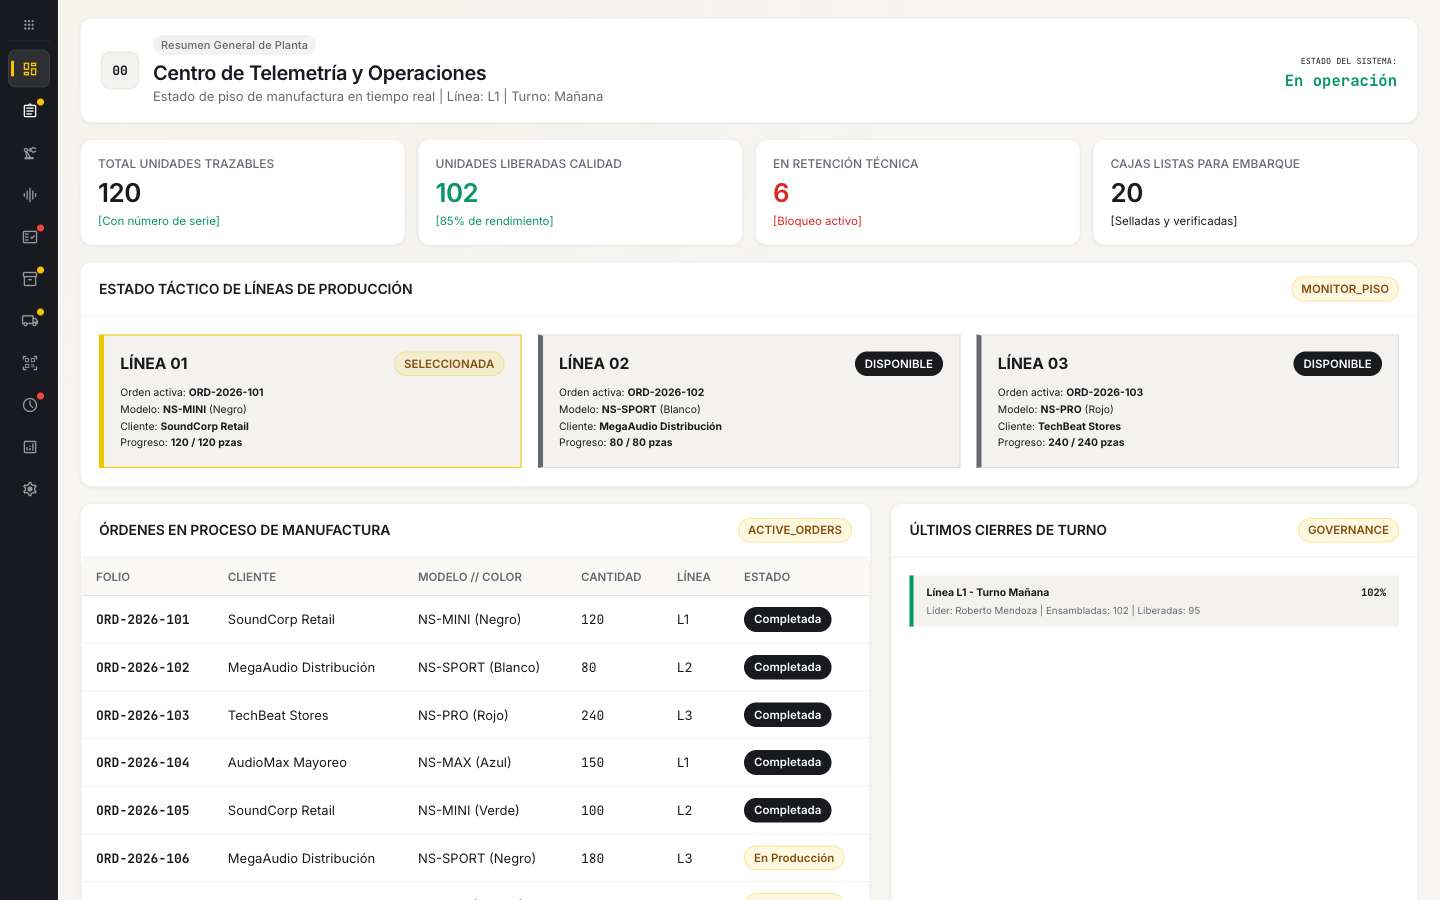 Resumen General de Planta
00
Centro de Telemetría y Operaciones
Estado de piso de manufactura en tiempo real | Línea: L1 | Turno: Mañana
ESTADO DEL SISTEMA:
En operación
TOTAL UNIDADES TRAZABLES
120
[Con número de serie]
UNIDADES LIBERADAS CALIDAD
102
[85% de rendimiento]
EN RETENCIÓN TÉCNICA
6
[Bloqueo activo]
CAJAS LISTAS PARA EMBARQUE
20
[Selladas y verificadas]
ESTADO TÁCTICO DE LÍNEAS DE PRODUCCIÓN
MONITOR_PISO
LÍNEA 01
SELECCIONADA
Orden activa: ORD-2026-101
Modelo: NS-MINI (Negro)
Cliente: SoundCorp Retail
Progreso: 120 / 120 pzas
LÍNEA 02
DISPONIBLE
Orden activa: ORD-2026-102
Modelo: NS-SPORT (Blanco)
Cliente: MegaAudio Distribución
Progreso: 80 / 80 pzas
LÍNEA 03
DISPONIBLE
Orden activa: ORD-2026-103
Modelo: NS-PRO (Rojo)
Cliente: TechBeat Stores
Progreso: 240 / 240 pzas
ÓRDENES EN PROCESO DE MANUFACTURA
ACTIVE_ORDERS
FOLIO CLIENTE MODELO // COLOR CANTIDAD LÍNEA ESTADO
ORD-2026-101 SoundCorp Retail NS-MINI (Negro) 120 L1 Completada
ORD-2026-102 MegaAudio Distribución NS-SPORT (Blanco) 80 L2 Completada
ORD-2026-103 TechBeat Stores NS-PRO (Rojo) 240 L3 Completada
ORD-2026-104 AudioMax Mayoreo NS-MAX (Azul) 150 L1 Completada
ORD-2026-105 SoundCorp Retail NS-MINI (Verde) 100 L2 Completada
ORD-2026-106 MegaAudio Distribución NS-SPORT (Negro) 180 L3 En Producción
ÚLTIMOS CIERRES DE TURNO
GOVERNANCE
Línea L1 - Turno Mañana
102%
Líder: Roberto Mendoza | Ensambladas: 102 | Liberadas: 95